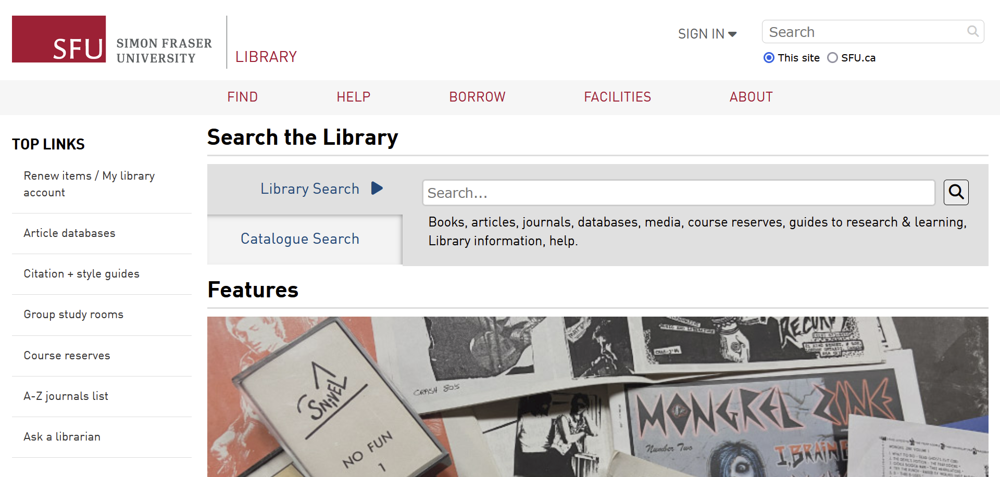 SFU
SIMON FRASER
UNIVERSITY
LIBRARY
SIGN IN
Search
This site
SFU.ca
FIND
HELP
BORROW
FACILITIES
ABOUT
TOP LINKS
Renew items / My library
account
Article databases
Citation + style guides
Group study rooms
Course reserves
A-Z journals list
Ask a librarian
Search the Library
Library Search
Search...
Books, articles, journals, databases, media, course reserves, guides to research & learning,
Library information, help.
Catalogue Search
Features
SNIVEL
NO FUN
1
CRASH 80'S
MONGREL ZINE
Number Two